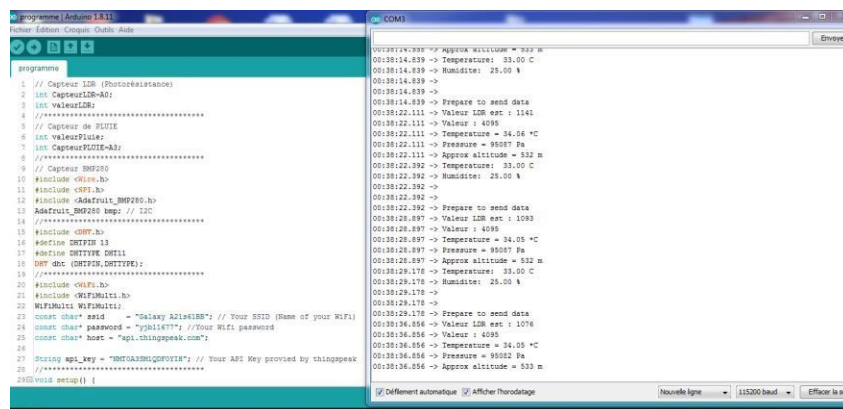 programme | Arduino 1.8.11
Fichier Édition Croquis Outils Aide
programme
1 // Capteur LDR (Photorésistance)
2 int CapteurLDR=A0;
3 int valeurLDR;
4 //************************************
5 // Capteur de PLUIE
6 int valeurPluie;
7 int CapteurPLUIE=A3;
8 //************************************
9 // Capteur BMP280
10 #include <Wire.h>
11 #include <SPI.h>
12 #include <Adafruit_BMP280.h>
13 Adafruit_BMP280 bmp; // I2C
14 //************************************
15 #include <DHT.h>
16 #define DHTPIN 13
17 #define DHTTYPE DHT11
18 DHT dht (DHTPIN,DHTTYPE);
19 //************************************
20 #include <WiFi.h>
21 #include <WiFiMulti.h>
22 WiFiMulti WiFiMulti;
23 const char* ssid = "Galaxy A21s61BB"; // Your SSID (Name of your WiFi)
24 const char* password = "yjbl1677"; //Your Wifi password
25 const char* host = "api.thingspeak.com";
26
27 String api_key = "NMT0A3SM1QDF0YIH"; // Your API Key provied by thingspeak
28 //************************************
29 void setup() {
COM3
Envoye
00:38:14.558 -> Approx altitude = 533 m
00:38:14.839 -> Temperature: 33.00 C
00:38:14.839 -> Humidite: 25.00 %
00:38:14.839 ->
00:38:14.839 ->
00:38:14.839 -> Prepare to send data
00:38:22.111 -> Valeur LDR est : 1141
00:38:22.111 -> Valeur : 4095
00:38:22.111 -> Temperature = 34.06 *C
00:38:22.111 -> Pressure = 95087 Pa
00:38:22.111 -> Approx altitude = 532 m
00:38:22.392 -> Temperature: 33.00 C
00:38:22.392 -> Humidite: 25.00 %
00:38:22.392 ->
00:38:22.392 ->
00:38:22.392 -> Prepare to send data
00:38:28.897 -> Valeur LDR est : 1093
00:38:28.897 -> Valeur : 4095
00:38:28.897 -> Temperature = 34.05 *C
00:38:28.897 -> Pressure = 95087 Pa
00:38:28.897 -> Approx altitude = 532 m
00:38:29.178 -> Temperature: 33.00 C
00:38:29.178 -> Humidite: 25.00 %
00:38:29.178 ->
00:38:29.178 ->
00:38:29.178 -> Prepare to send data
00:38:36.856 -> Valeur LDR est : 1076
00:38:36.856 -> Valeur : 4095
00:38:36.856 -> Temperature = 34.05 *C
00:38:36.856 -> Pressure = 95082 Pa
00:38:36.856 -> Approx altitude = 533 m
Défilement automatique Afficher l'horodatage Nouvelle ligne 115200 baud Effacer la s